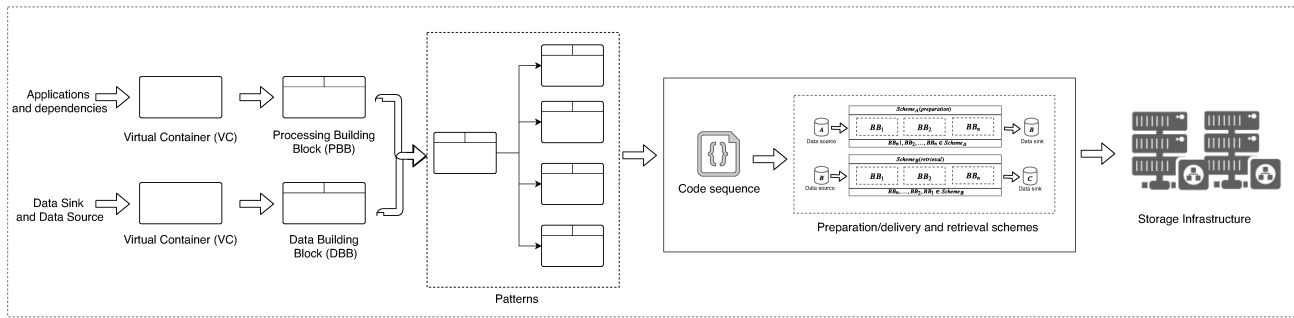 Applications
and dependencies
Virtual Container (VC)
Processing Building
Block (PBB)
Data Sink
and Data Source
Virtual Container (VC)
Data Building
Block (DBB)
Patterns
Code sequence
Scheme_A(preparation)
A
Data source
BB_1
BB_2
BB_n
B
Data sink
BB_n1, BB_2, …, BB_n ∈ Scheme_A
Scheme_B(retrieval)
B
Data source
BB_1
BB_2
BB_n
C
Data sink
BB_n, …, BB_2, BB_1 ∈ Scheme_B
Preparation/delivery and retrieval schemes
Storage Infrastructure